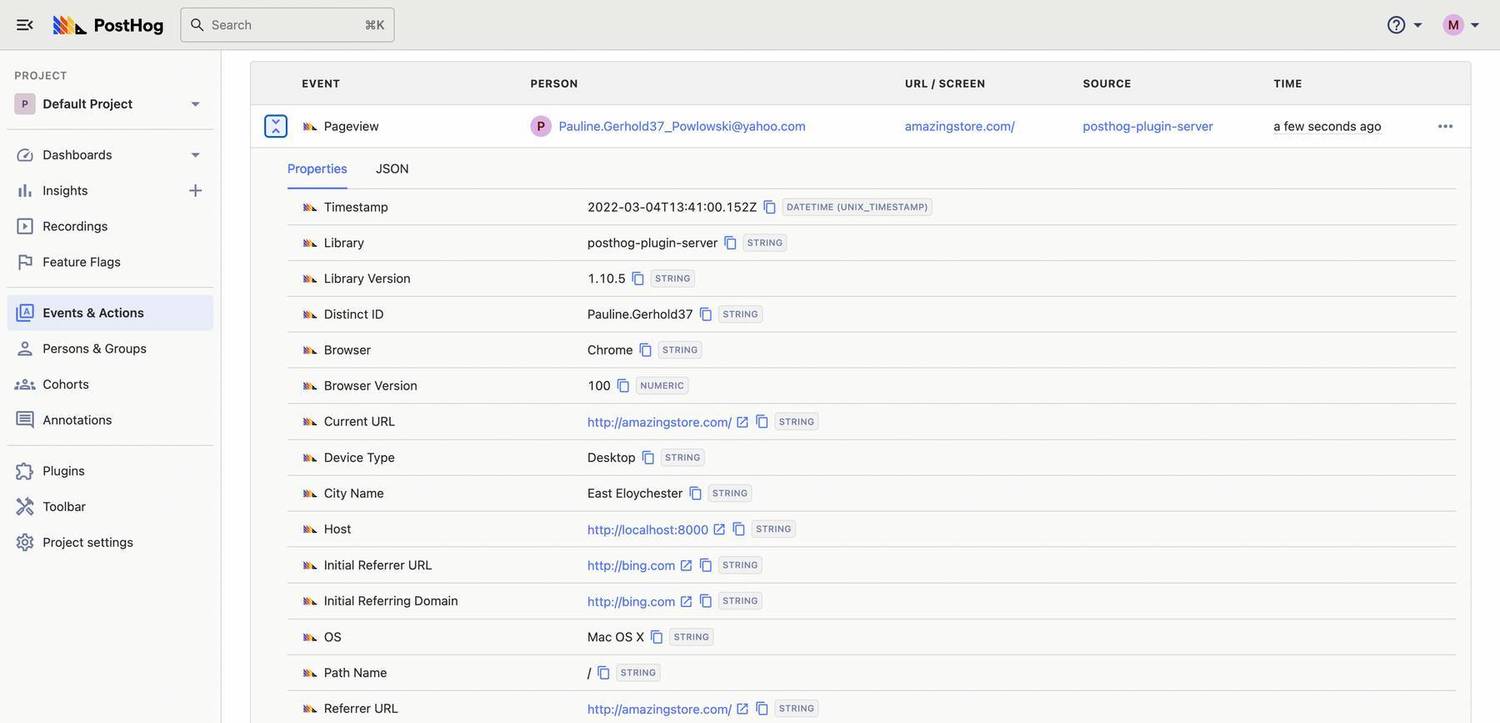 PostHog
Search ⌘K
M
PROJECT
P Default Project
Dashboards
Insights
Recordings
Feature Flags
Events & Actions
Persons & Groups
Cohorts
Annotations
Plugins
Toolbar
Project settings
EVENT PERSON URL / SCREEN SOURCE TIME
Pageview P Pauline.Gerhold37_Powlowski@yahoo.com amazingstore.com/ posthog-plugin-server a few seconds ago
Properties JSON
Timestamp 2022-03-04T13:41:00.152Z DATETIME (UNIX_TIMESTAMP)
Library posthog-plugin-server STRING
Library Version 1.10.5 STRING
Distinct ID Pauline.Gerhold37 STRING
Browser Chrome STRING
Browser Version 100 NUMERIC
Current URL http://amazingstore.com/ STRING
Device Type Desktop STRING
City Name East Eloychester STRING
Host http://localhost:8000 STRING
Initial Referrer URL http://bing.com STRING
Initial Referring Domain http://bing.com STRING
OS Mac OS X STRING
Path Name / STRING
Referrer URL http://amazingstore.com/ STRING